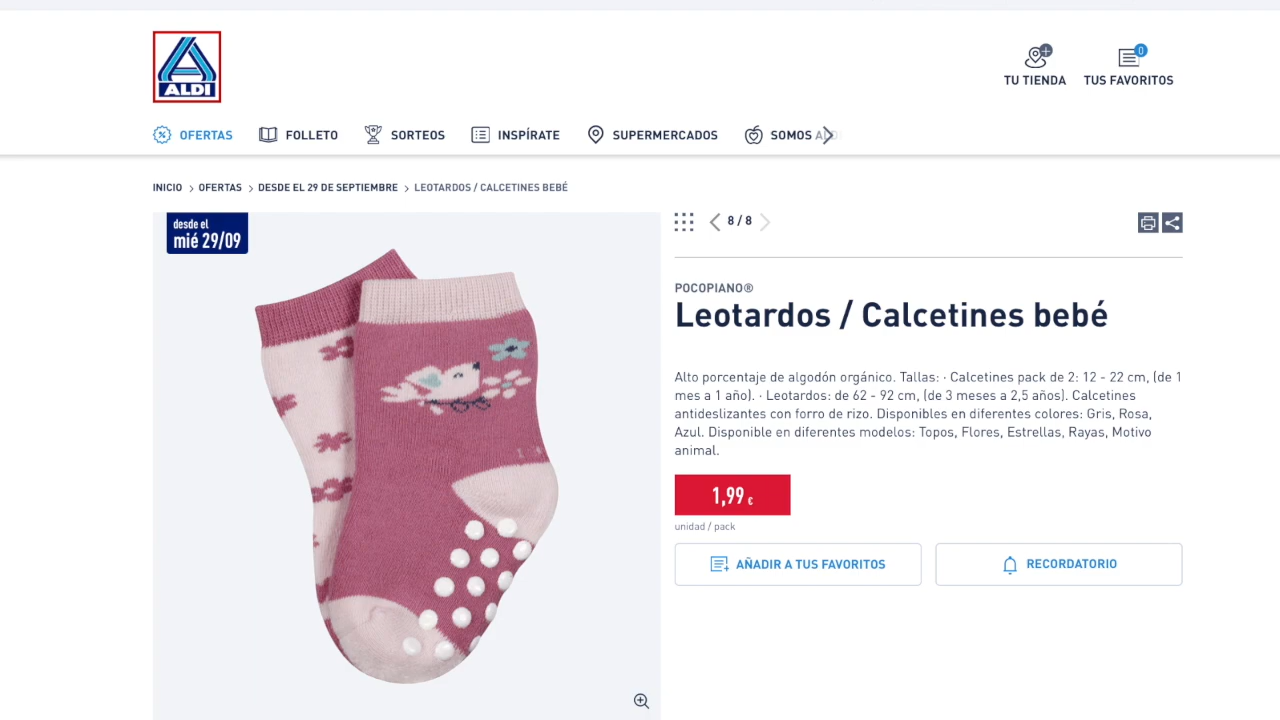 ALDI
TU TIENDA
0
TUS FAVORITOS
OFERTAS
FOLLETO
SORTEOS
INSPÍRATE
SUPERMERCADOS
SOMOS ALDI
INICIO > OFERTAS > DESDE EL 29 DE SEPTIEMBRE > LEOTARDOS / CALCETINES BEBÉ
desde el
mié 29/09
8 / 8
POCOPIANO®
Leotardos / Calcetines bebé
Alto porcentaje de algodón orgánico. Tallas: · Calcetines pack de 2: 12 - 22 cm, (de 1
mes a 1 año). · Leotardos: de 62 - 92 cm, (de 3 meses a 2,5 años). Calcetines
antideslizantes con forro de rizo. Disponibles en diferentes colores: Gris, Rosa,
Azul. Disponible en diferentes modelos: Topos, Flores, Estrellas, Rayas, Motivo
animal.
1,99 €
unidad / pack
AÑADIR A TUS FAVORITOS
RECORDATORIO